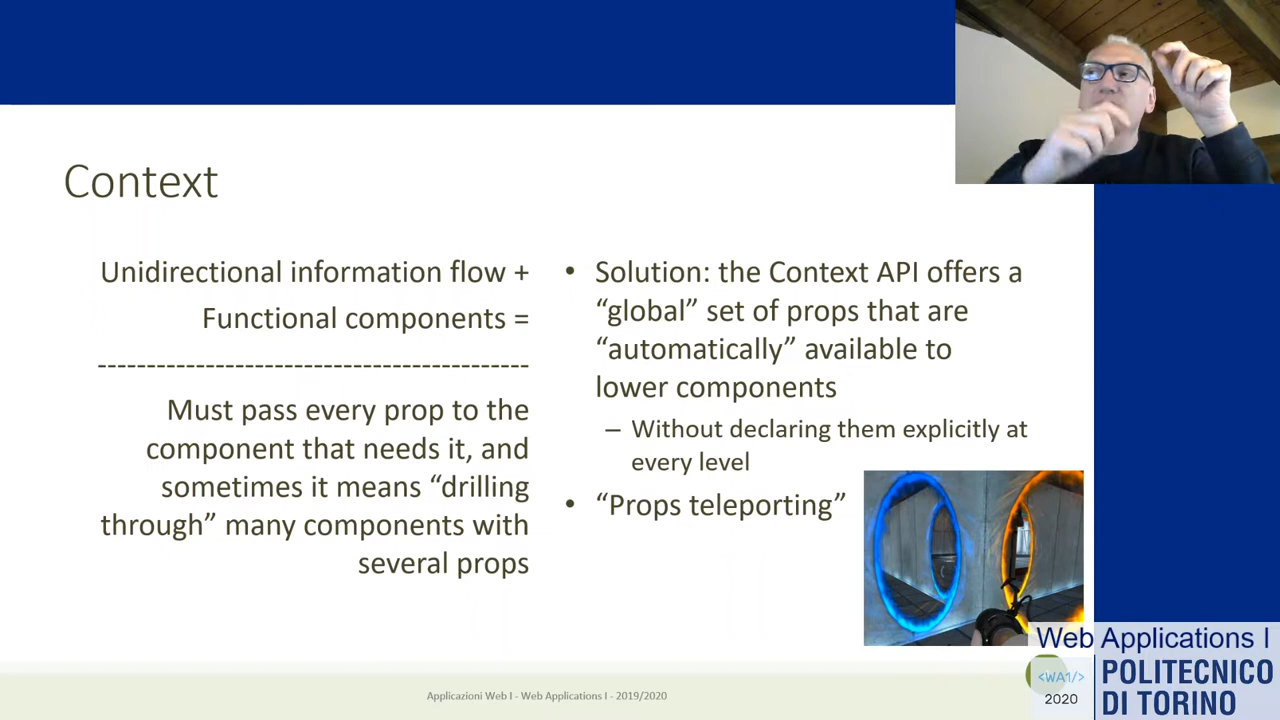 Context
Unidirectional information flow +
Functional components =
--------------------------------------------
Must pass every prop to the
component that needs it, and
sometimes it means “drilling
through” many components with
several props
• Solution: the Context API offers a
“global” set of props that are
“automatically” available to
lower components
– Without declaring them explicitly at
every level
• “Props teleporting”
Applicazioni Web I - Web Applications I - 2019/2020
Web Applications I
<WA1/>
2020
POLITECNICO
DI TORINO